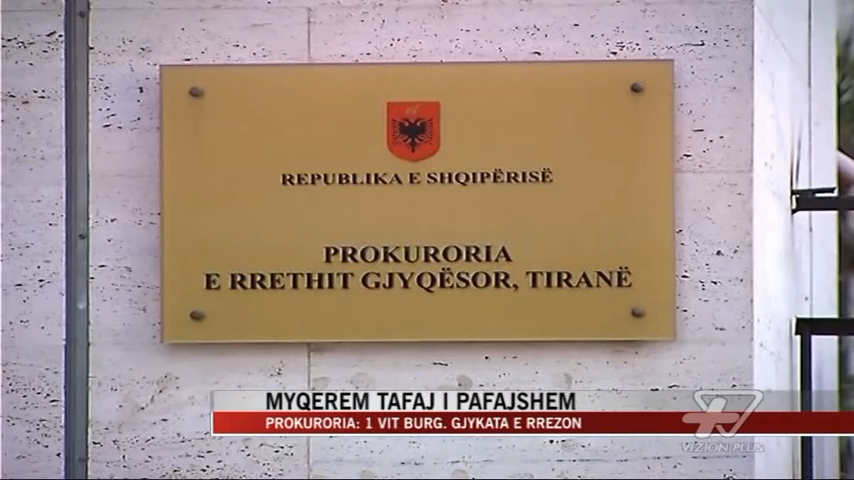 REPUBLIKA E SHQIPËRISË
PROKURORIA
E RRETHIT GJYQËSOR, TIRANË
MYQEREM TAFAJ I PAFAJSHEM
PROKURORIA: 1 VIT BURG. GJYKATA E RREZON
VIZION PLUS